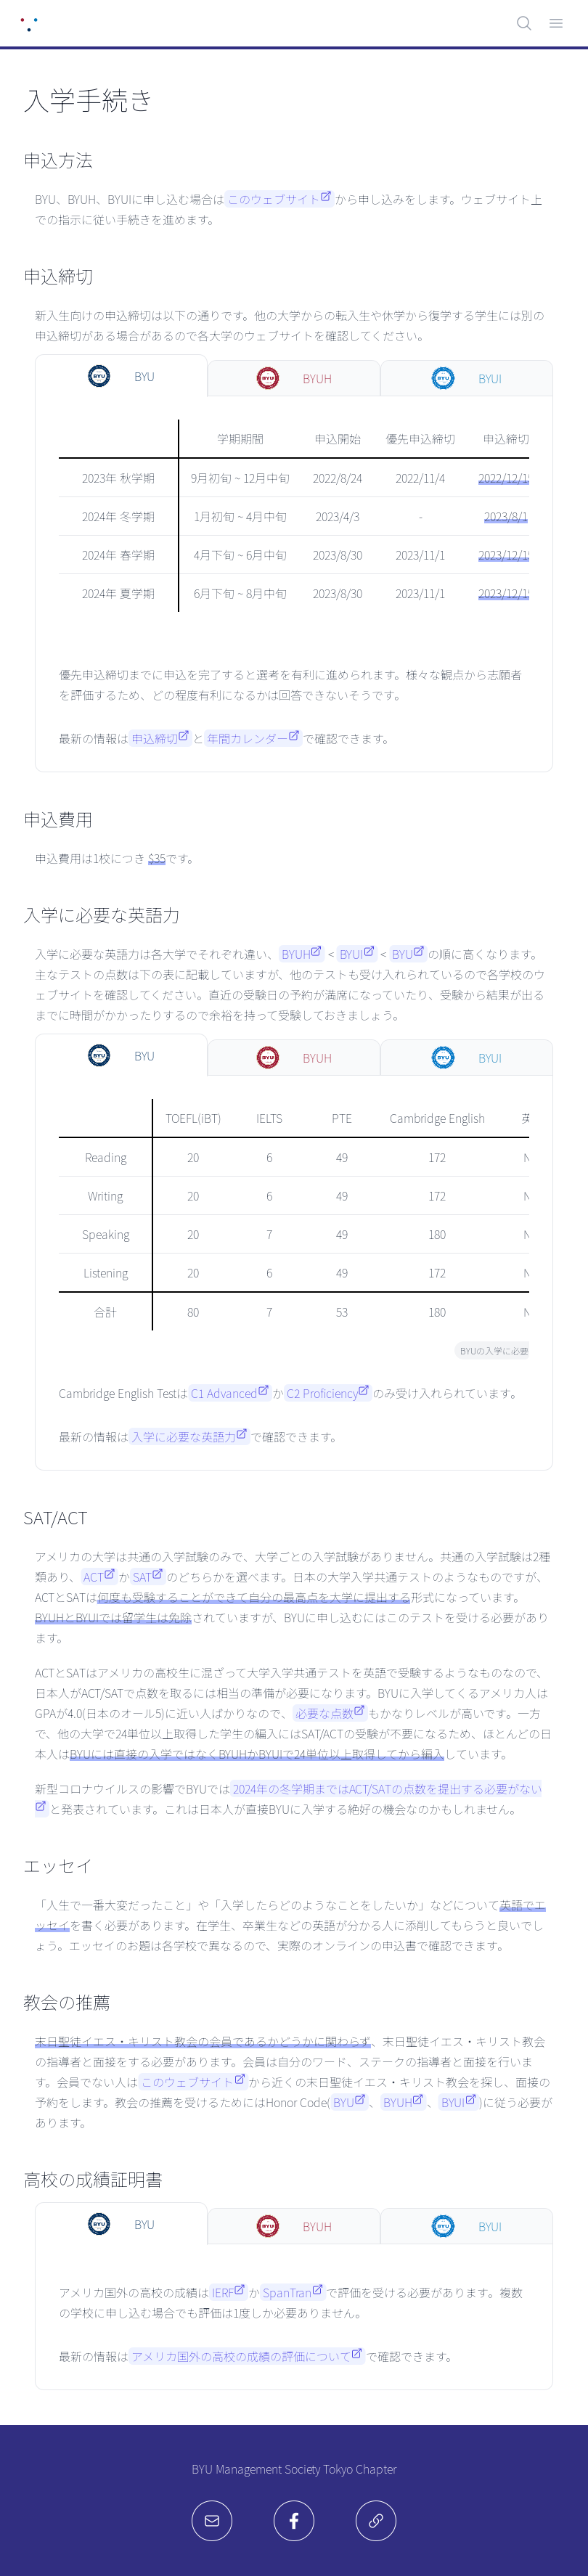 入学手続き
申込方法
BYU、BYUH、BYUIに申し込む場合はこのウェブサイトから申し込みをします。ウェブサイト上
での指示に従い手続きを進めます。
申込締切
新入生向けの申込締切は以下の通りです。他の大学からの転入生や休学から復学する学生には別の
申込締切がある場合があるので各大学のウェブサイトを確認してください。
BYU BYUH BYUI
学期期間 申込開始 優先申込締切 申込締切
2023年 秋学期 9月初旬 ~ 12月中旬 2022/8/24 2022/11/4 2022/12/15
2024年 冬学期 1月初旬 ~ 4月中旬 2023/4/3 - 2023/8/1
2024年 春学期 4月下旬 ~ 6月中旬 2023/8/30 2023/11/1 2023/12/15
2024年 夏学期 6月下旬 ~ 8月中旬 2023/8/30 2023/11/1 2023/12/15
優先申込締切までに申込を完了すると選考を有利に進められます。様々な観点から志願者
を評価するため、どの程度有利になるかは回答できないそうです。
最新の情報は申込締切と年間カレンダーで確認できます。
申込費用
申込費用は1校につき $35です。
入学に必要な英語力
入学に必要な英語力は各大学でそれぞれ違い、BYUH < BYUI < BYUの順に高くなります。
主なテストの点数は下の表に記載していますが、他のテストも受け入れられているので各学校のウ
ェブサイトを確認してください。直近の受験日の予約が満席になっていたり、受験から結果が出る
までに時間がかかったりするので余裕を持って受験しておきましょう。
BYU BYUH BYUI
TOEFL(iBT) IELTS PTE Cambridge English 英
Reading 20 6 49 172 N
Writing 20 6 49 172 N
Speaking 20 7 49 180 N
Listening 20 6 49 172 N
合計 80 7 53 180 N
BYUの入学に必要
Cambridge English TestはC1 AdvancedかC2 Proficiencyのみ受け入れられています。
最新の情報は入学に必要な英語力で確認できます。
SAT/ACT
アメリカの大学は共通の入学試験のみで、大学ごとの入学試験がありません。共通の入学試験は2種
類あり、ACTかSATのどちらかを選べます。日本の大学入学共通テストのようなものですが、
ACTとSATは何度も受験することができて自分の最高点を大学に提出する形式になっています。
BYUHとBYUIでは留学生は免除されていますが、BYUに申し込むにはこのテストを受ける必要があり
ます。
ACTとSATはアメリカの高校生に混ざって大学入学共通テストを英語で受験するようなものなので、
日本人がACT/SATで点数を取るには相当の準備が必要になります。BYUに入学してくるアメリカ人は
GPAが4.0(日本のオール5)に近い人ばかりなので、必要な点数もかなりレベルが高いです。一方
で、他の大学で24単位以上取得した学生の編入にはSAT/ACTの受験が不要になるため、ほとんどの日
本人はBYUには直接の入学ではなくBYUHかBYUIで24単位以上取得してから編入しています。
新型コロナウイルスの影響でBYUでは2024年の冬学期まではACT/SATの点数を提出する必要がない
と発表されています。これは日本人が直接BYUに入学する絶好の機会なのかもしれません。
エッセイ
「人生で一番大変だったこと」や「入学したらどのようなことをしたいか」などについて英語でエ
ッセイを書く必要があります。在学生、卒業生などの英語が分かる人に添削してもらうと良いでし
ょう。エッセイのお題は各学校で異なるので、実際のオンラインの申込書で確認できます。
教会の推薦
末日聖徒イエス・キリスト教会の会員であるかどうかに関わらず、末日聖徒イエス・キリスト教会
の指導者と面接をする必要があります。会員は自分のワード、ステークの指導者と面接を行いま
す。会員でない人はこのウェブサイトから近くの末日聖徒イエス・キリスト教会を探し、面接の
予約をします。教会の推薦を受けるためにはHonor Code(BYU、BYUH、BYUI)に従う必要が
あります。
高校の成績証明書
BYU BYUH BYUI
アメリカ国外の高校の成績はIERFかSpanTranで評価を受ける必要があります。複数
の学校に申し込む場合でも評価は1度しか必要ありません。
最新の情報はアメリカ国外の高校の成績の評価についてで確認できます。
BYU Management Society Tokyo Chapter